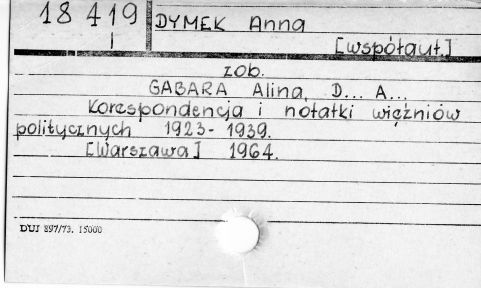 18 419 DYMEK Anna
[współaut]
zob.
GABARA Alina, D... A...
Korespondencja i notatki więźniów
politycznych 1923-1939.
[Warszawa] 1964.
DUJ 897/73. 15000